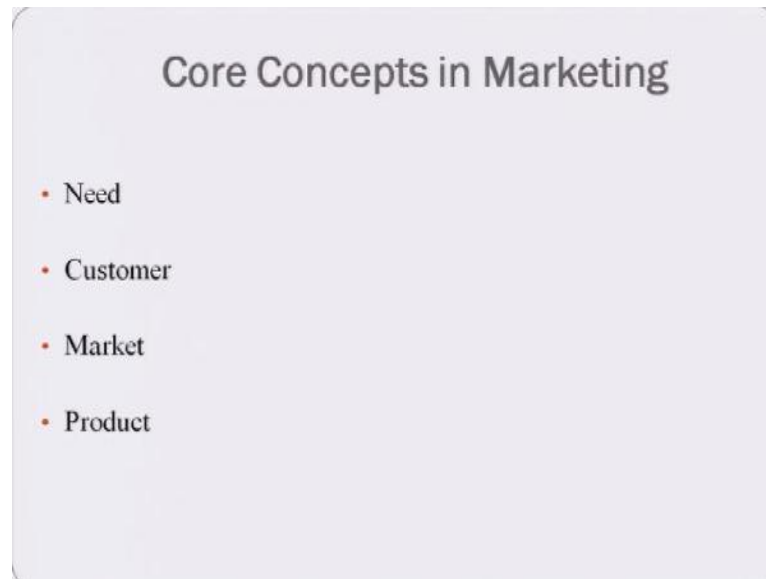 Core Concepts in Marketing
• Need
• Customer
• Market
• Product